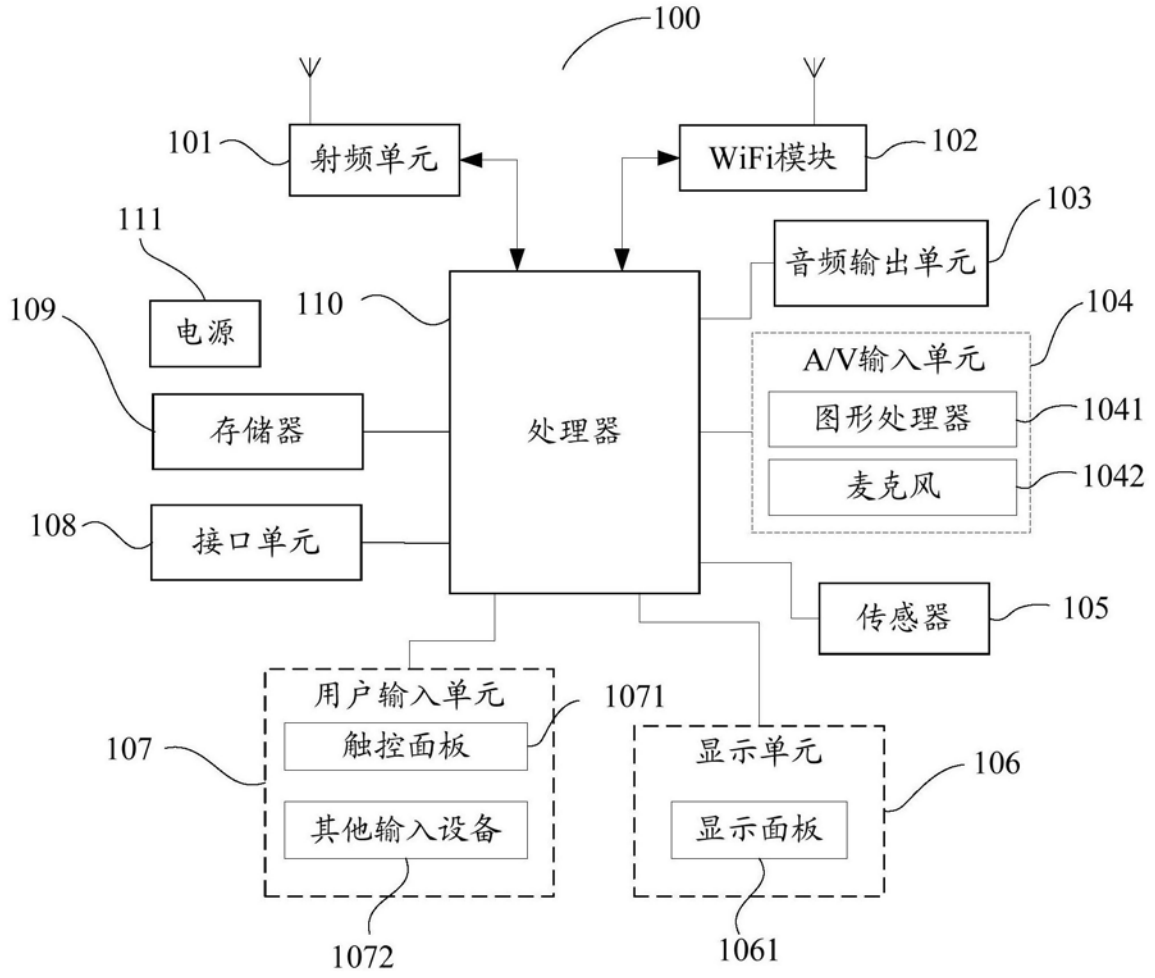 100
101
射频单元
WiFi模块
102
103
音频输出单元
111
电源
110
109
存储器
处理器
104
A/V输入单元
图形处理器
1041
麦克风
1042
108
接口单元
传感器
105
用户输入单元
1071
触控面板
107
其他输入设备
1072
显示单元
106
显示面板
1061